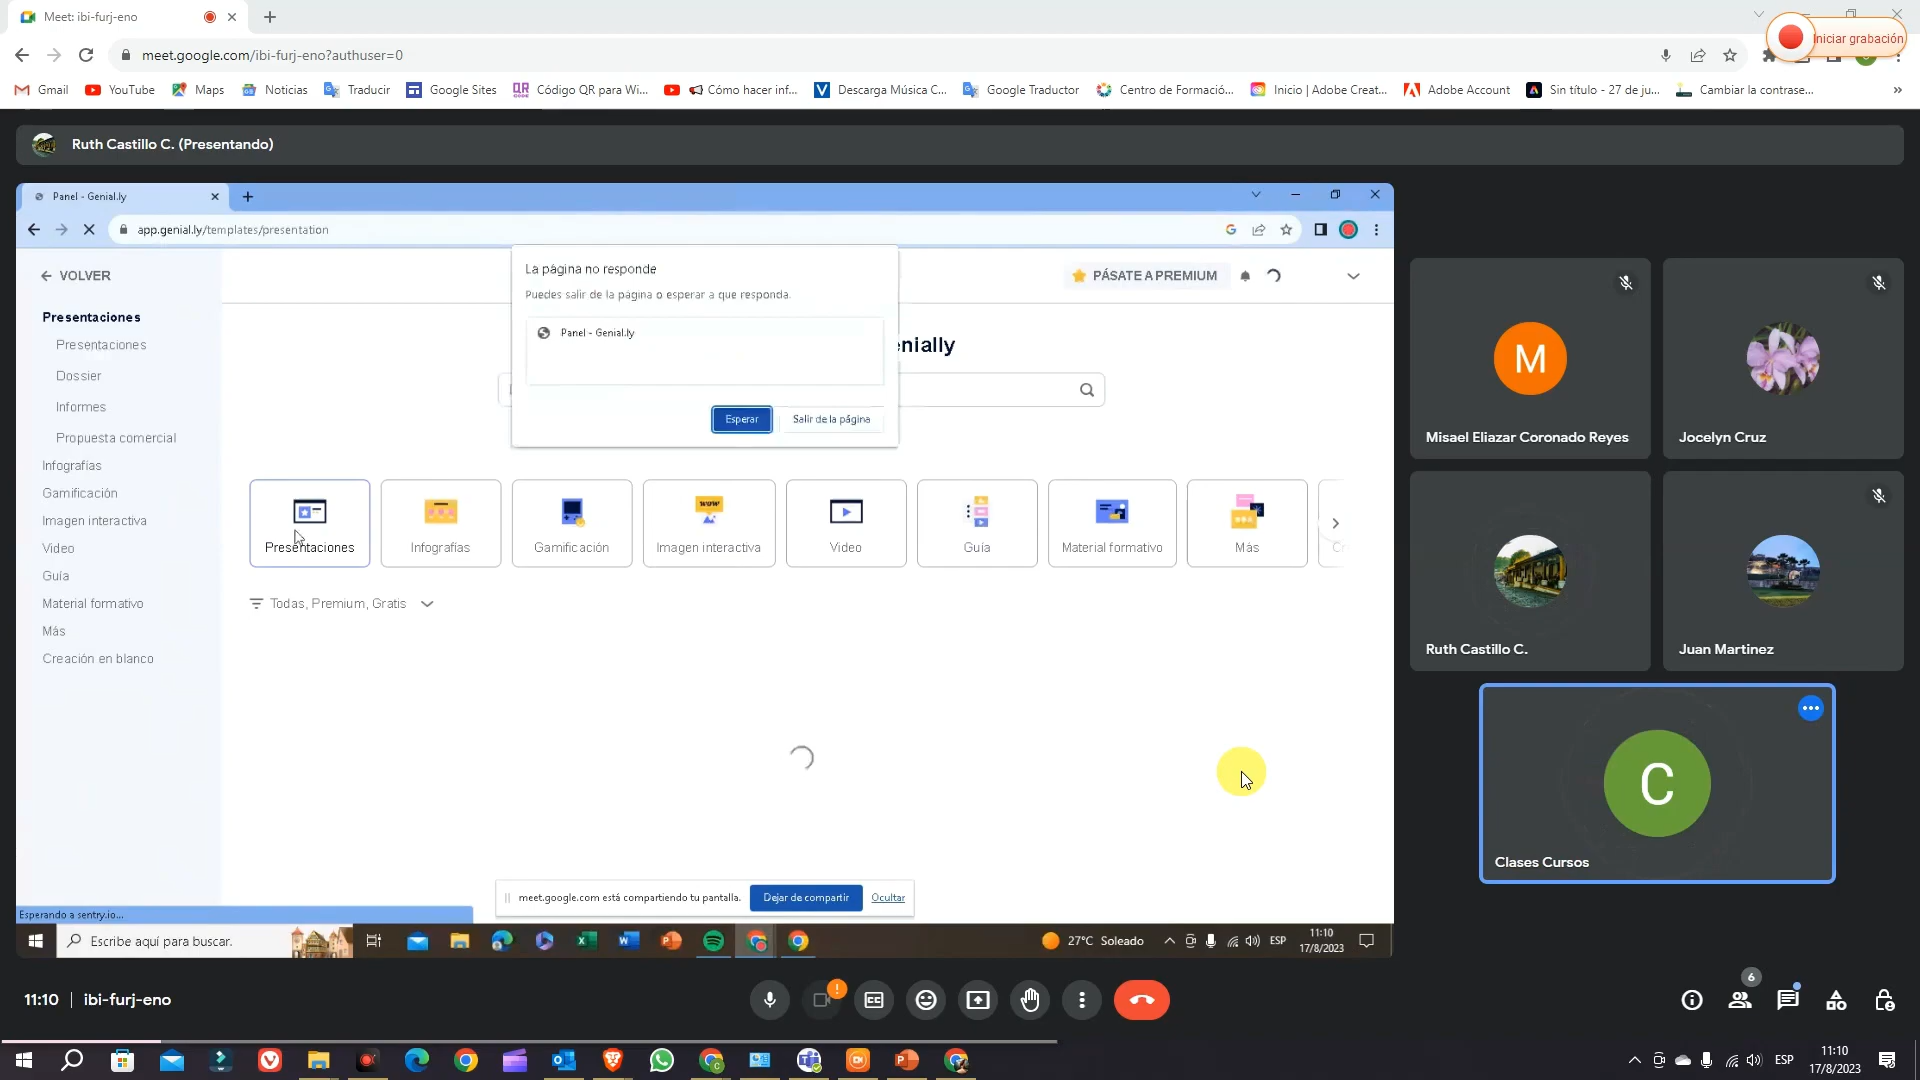 Meet: ibi-furj-eno
meet.google.com/ibi-furj-eno?authuser=0
Iniciar grabación
Gmail
YouTube
Maps
Noticias
Traducir
Google Sites
Código QR para Wi...
Cómo hacer inf...
Descarga Música C...
Google Traductor
Centro de Formació...
Inicio | Adobe Creat...
Adobe Account
Sin título - 27 de ju...
Cambiar la contrase...
Ruth Castillo C. (Presentando)
Panel - Genial.ly
app.genial.ly/templates/presentation
VOLVER
PÁSATE A PREMIUM
La página no responde
Puedes salir de la página o esperar a que responda.
Panel - Genial.ly
Esperar
Salir de la página
enially
Presentaciones
Presentaciones
Dossier
Informes
Propuesta comercial
Infografías
Gamificación
Imagen interactiva
Video
Guía
Material formativo
Más
Creación en blanco
Presentaciones
Infografías
WOW
Gamificación
Imagen interactiva
Video
Guía
Material formativo
Más
Todas, Premium, Gratis
M
Misael Eliazar Coronado Reyes
Jocelyn Cruz
Ruth Castillo C.
Juan Martinez
C
Clases Cursos
meet.google.com está compartiendo tu pantalla.
Dejar de compartir
Ocultar
Esperando a sentry.io...
Escribe aquí para buscar.
27°C Soleado
ESP
11:10
17/8/2023
11:10 | ibi-furj-eno
6
ESP
11:10
17/8/2023